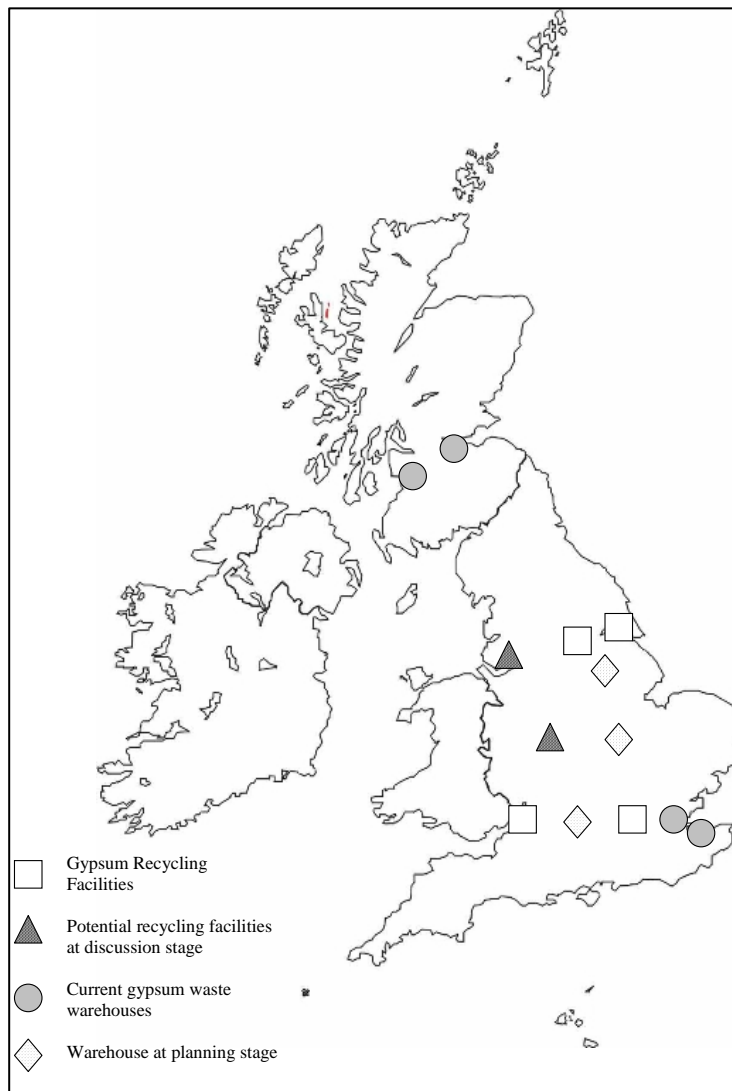 Gypsum Recycling
Facilities
Potential recycling facilities
at discussion stage
Current gypsum waste
warehouses
Warehouse at planning stage